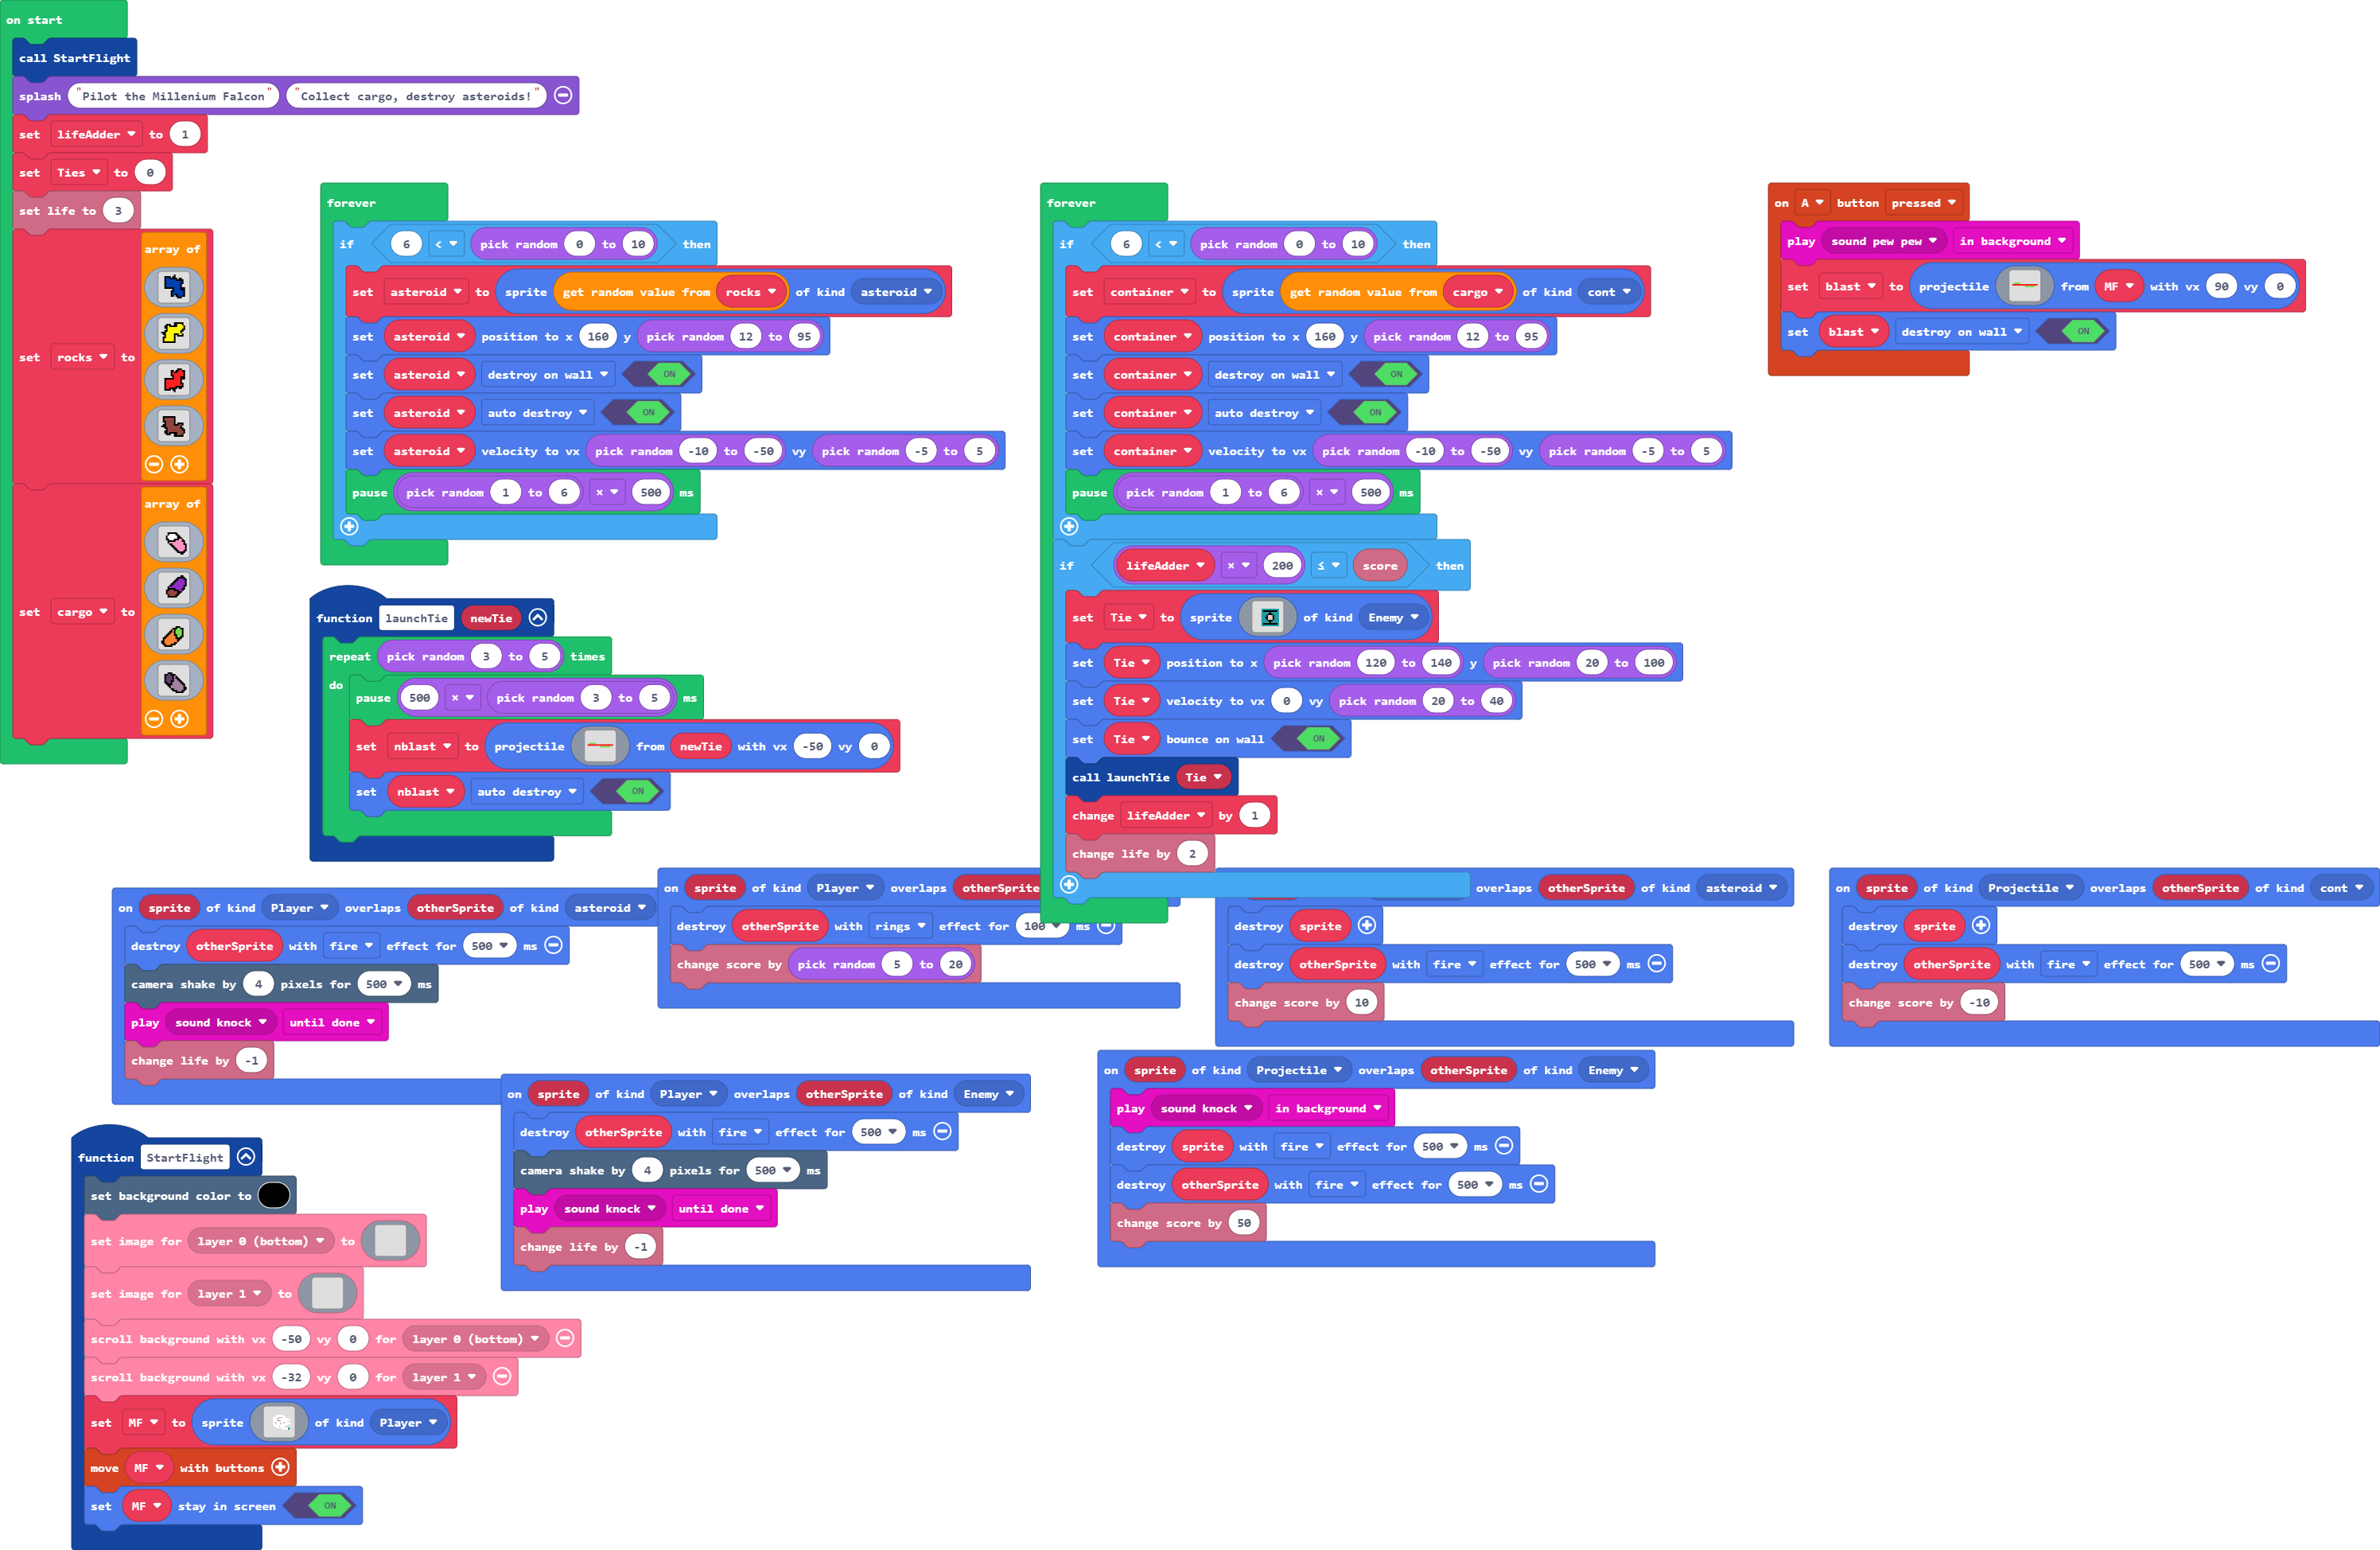 on start
call StartFlight
splash "Pilot the Millenium Falcon" "Collect cargo, destroy asteroids!"
set lifeAdder to 1
set Ties to 0
set life to 3
array of
set rocks to
array of
set cargo to
forever
if 6 < pick random 0 to 10 then
set asteroid to sprite get random value from rocks of kind asteroid
set asteroid position to x 160 y pick random 12 to 95
set asteroid destroy on wall ON
set asteroid auto destroy ON
set asteroid velocity to vx pick random -10 to -50 vy pick random -5 to 5
pause pick random 1 to 6 × 500 ms
function launchTie newTie
repeat pick random 3 to 5 times
do
pause 500 × pick random 3 to 5 ms
set nblast to projectile from newTie with vx -50 vy 0
set nblast auto destroy ON
forever
if 6 < pick random 0 to 10 then
set container to sprite get random value from cargo of kind cont
set container position to x 160 y pick random 12 to 95
set container destroy on wall ON
set container auto destroy ON
set container velocity to vx pick random -10 to -50 vy pick random -5 to 5
pause pick random 1 to 6 × 500 ms
if lifeAdder × 200 ≤ score then
set Tie to sprite of kind Enemy
set Tie position to x pick random 120 to 140 y pick random 20 to 100
set Tie velocity to vx 0 vy pick random 20 to 40
set Tie bounce on wall ON
call launchTie Tie
change lifeAdder by 1
change life by 2
on A button pressed
play sound pew pew in background
set blast to projectile from MF with vx 90 vy 0
set blast destroy on wall ON
on sprite of kind Player overlaps otherSprite of kind asteroid
destroy otherSprite with fire effect for 500 ms
camera shake by 4 pixels for 500 ms
play sound knock until done
change life by -1
on sprite of kind Player overlaps otherSprite
destroy otherSprite with rings effect for 100 ms
change score by pick random 5 to 20
overlaps otherSprite of kind asteroid
destroy sprite
destroy otherSprite with fire effect for 500 ms
change score by 10
on sprite of kind Projectile overlaps otherSprite of kind cont
destroy sprite
destroy otherSprite with fire effect for 500 ms
change score by -10
on sprite of kind Player overlaps otherSprite of kind Enemy
destroy otherSprite with fire effect for 500 ms
camera shake by 4 pixels for 500 ms
play sound knock until done
change life by -1
on sprite of kind Projectile overlaps otherSprite of kind Enemy
play sound knock in background
destroy sprite with fire effect for 500 ms
destroy otherSprite with fire effect for 500 ms
change score by 50
function StartFlight
set background color to
set image for layer 0 (bottom) to
set image for layer 1 to
scroll background with vx -50 vy 0 for layer 0 (bottom)
scroll background with vx -32 vy 0 for layer 1
set MF to sprite of kind Player
move MF with buttons
set MF stay in screen ON